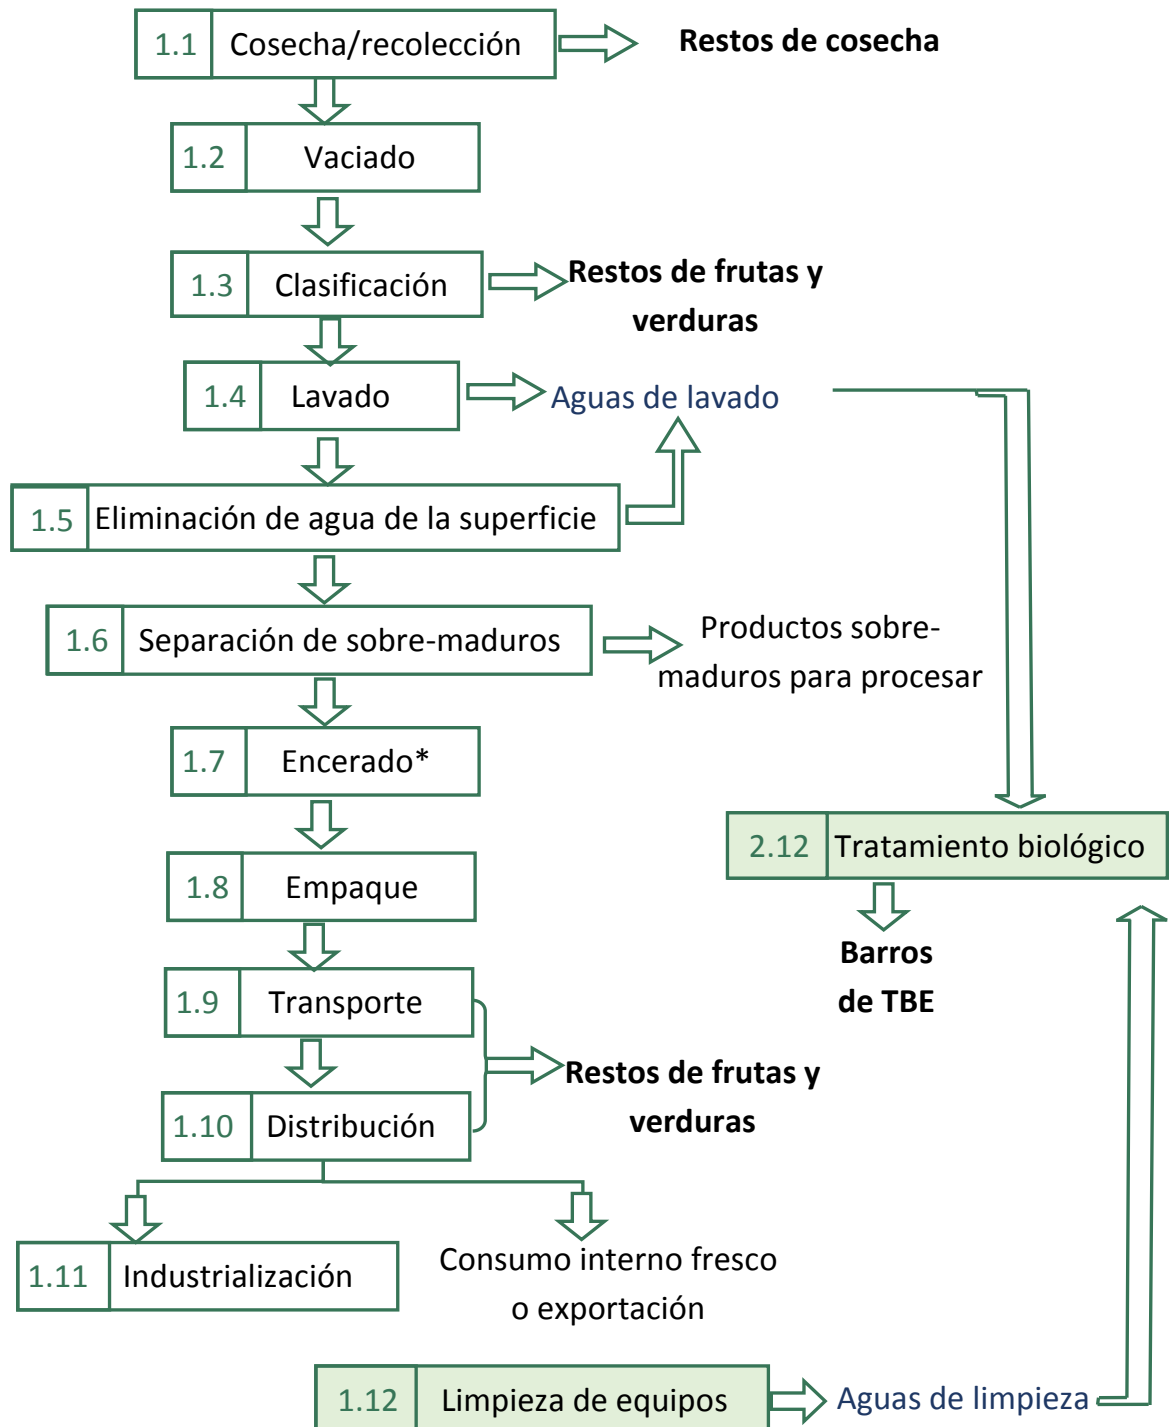 1.1 Cosecha/recolección
Restos de cosecha
1.2 Vaciado
1.3 Clasificación
Restos de frutas y
verduras
1.4 Lavado
Aguas de lavado
1.5 Eliminación de agua de la superficie
1.6 Separación de sobre-maduros
Productos sobre-
maduros para procesar
1.7 Encerado*
2.12 Tratamiento biológico
1.8 Empaque
Barros
de TBE
1.9 Transporte
Restos de frutas y
verduras
1.10 Distribución
1.11 Industrialización
Consumo interno fresco
o exportación
1.12 Limpieza de equipos
Aguas de limpieza